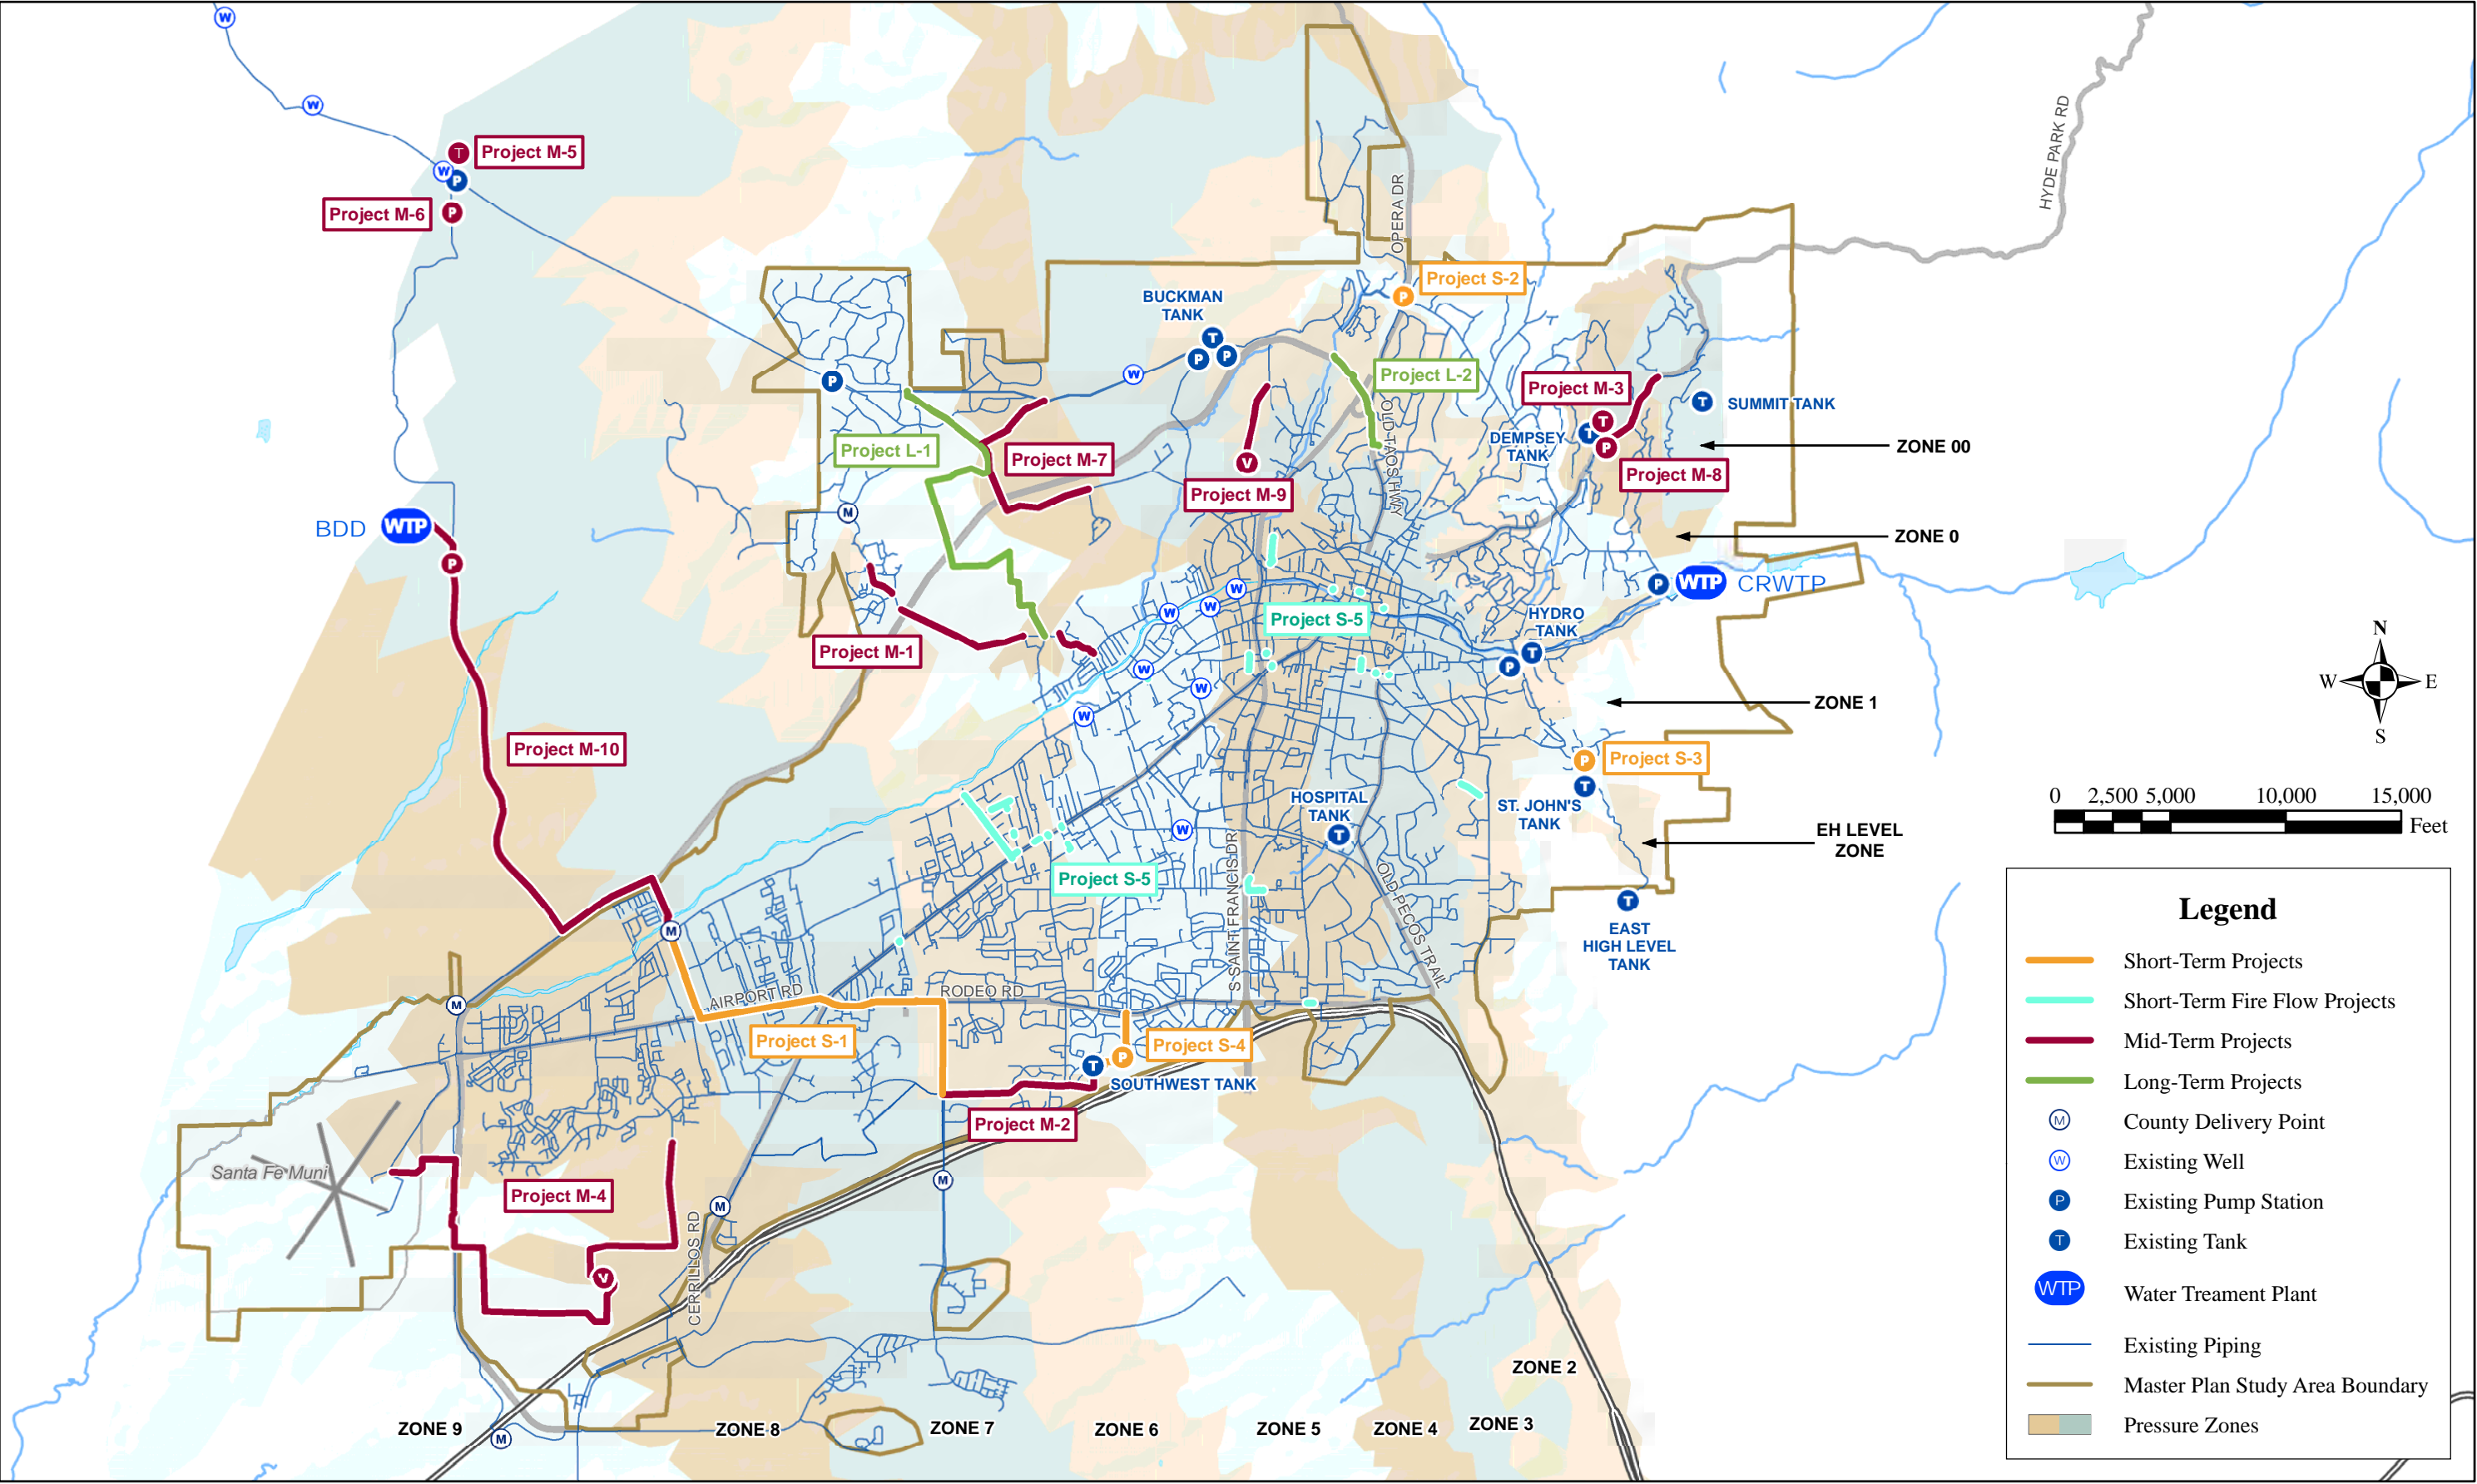 W
W
HYDE PARK RD
T
Project M-5
W
P
Project M-6
P
OPERA DR
Project S-2
P
BUCKMAN
TANK
T
P
P
W
P
Project L-2
Project M-3
T
SUMMIT TANK
T
T
DEMPSEY
TANK
P
ZONE 00
Project M-8
OLD TAOS HWY
Project L-1
Project M-7
V
Project M-9
M
BDD
WTP
P
ZONE 0
P
WTP
CRWTP
W
W
W
Project S-5
HYDRO
TANK
T
P
Project M-1
W
W
W
ZONE 1
N
W
E
S
Project M-10
P
Project S-3
T
ST. JOHN'S
TANK
HOSPITAL
TANK
T
W
EH LEVEL
ZONE
0
2,500
5,000
10,000
15,000
Feet
Project S-5
S SAINT FRANCIS DR
OLD PECOS TRAIL
T
EAST
HIGH LEVEL
TANK
M
M
AIRPORT RD
RODEO RD
Project S-1
Project S-4
P
T
SOUTHWEST TANK
Project M-2
Santa Fe Muni
Project M-4
M
M
V
CERRILLOS RD
M
ZONE 9
ZONE 8
ZONE 7
ZONE 6
ZONE 5
ZONE 4
ZONE 3
ZONE 2
Legend
Short-Term Projects
Short-Term Fire Flow Projects
Mid-Term Projects
Long-Term Projects
M
County Delivery Point
W
Existing Well
P
Existing Pump Station
T
Existing Tank
WTP
Water Treament Plant
Existing Piping
Master Plan Study Area Boundary
Pressure Zones